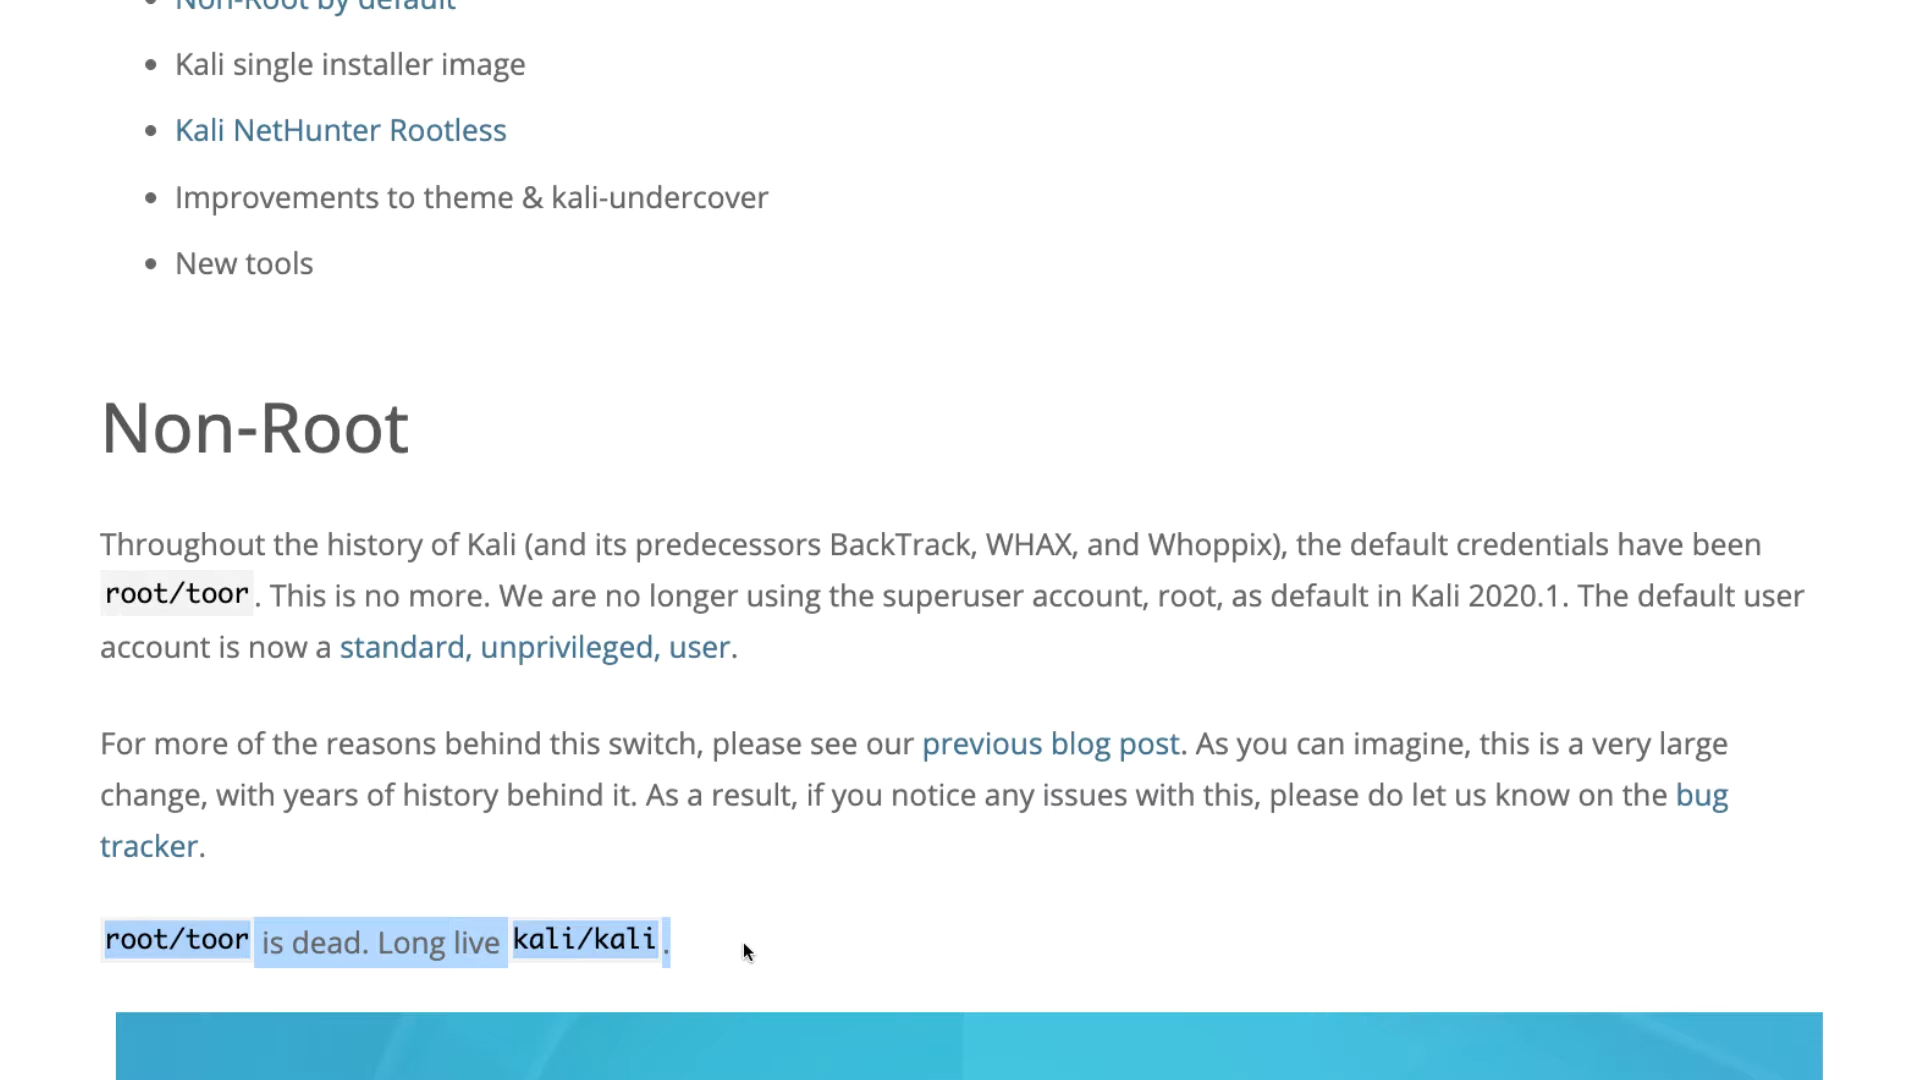 Non-Root by default
Kali single installer image
Kali NetHunter Rootless
Improvements to theme & kali-undercover
New tools
Non-Root
Throughout the history of Kali (and its predecessors BackTrack, WHAX, and Whoppix), the default credentials have been
root/toor. This is no more. We are no longer using the superuser account, root, as default in Kali 2020.1. The default user
account is now a standard, unprivileged, user.
For more of the reasons behind this switch, please see our previous blog post. As you can imagine, this is a very large
change, with years of history behind it. As a result, if you notice any issues with this, please do let us know on the bug
tracker.
root/toor is dead. Long live kali/kali.